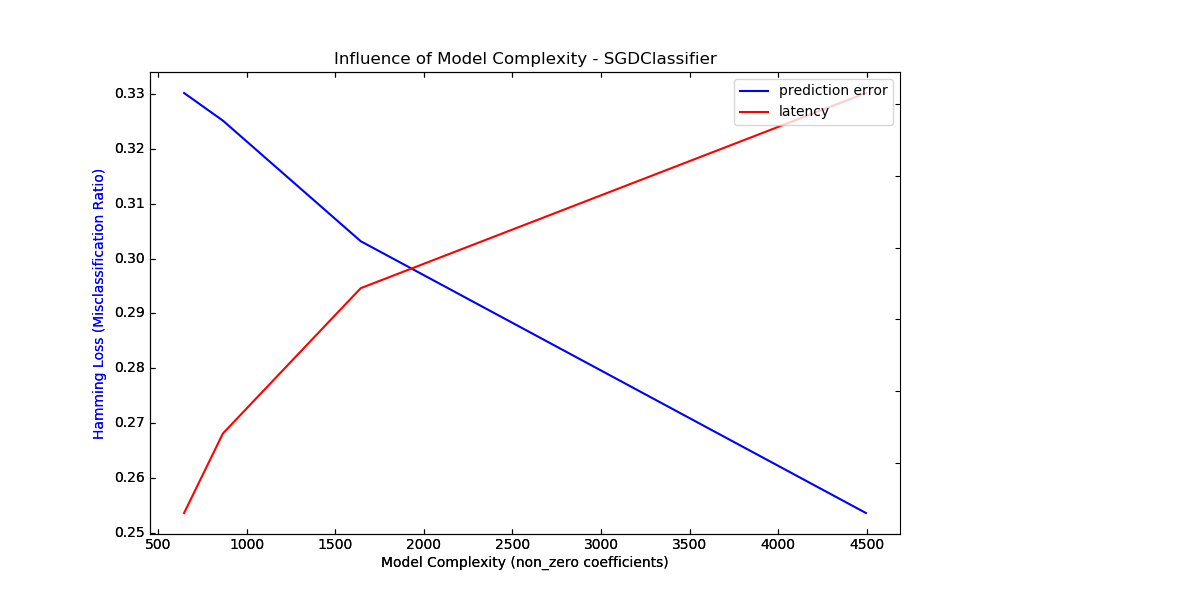 Influence of Model Complexity - SGDClassifier
prediction error
latency
0.33
0.32
0.31
0.30
0.29
0.28
0.27
0.26
0.25
Hamming Loss (Misclassification Ratio)
500 1000 1500 2000 2500 3000 3500 4000 4500
Model Complexity (non_zero coefficients)